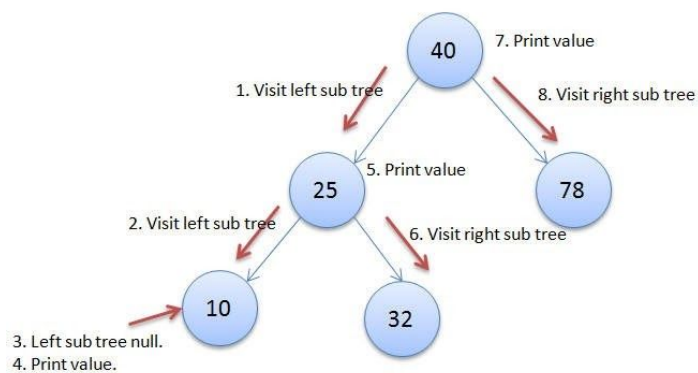 40
7. Print value
1. Visit left sub tree
8. Visit right sub tree
25
5. Print value
78
2. Visit left sub tree
6. Visit right sub tree
10
32
3. Left sub tree null.
4. Print value.